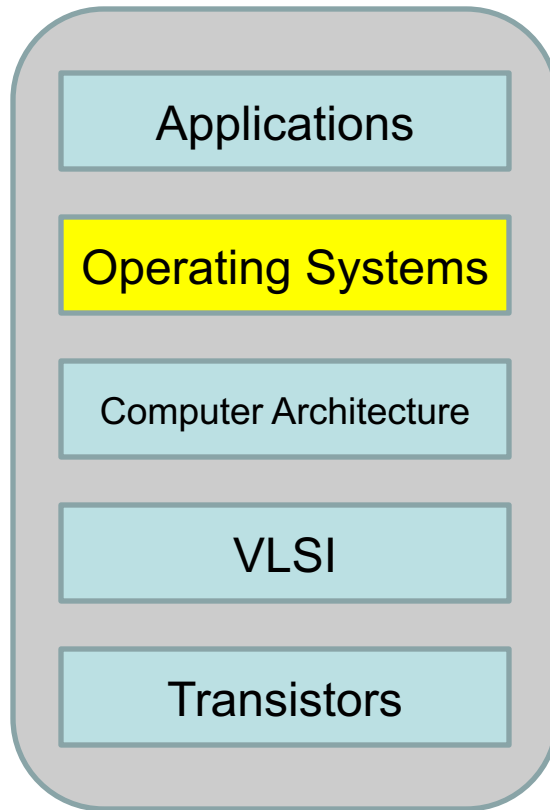 Applications
Operating Systems
Computer Architecture
VLSI
Transistors